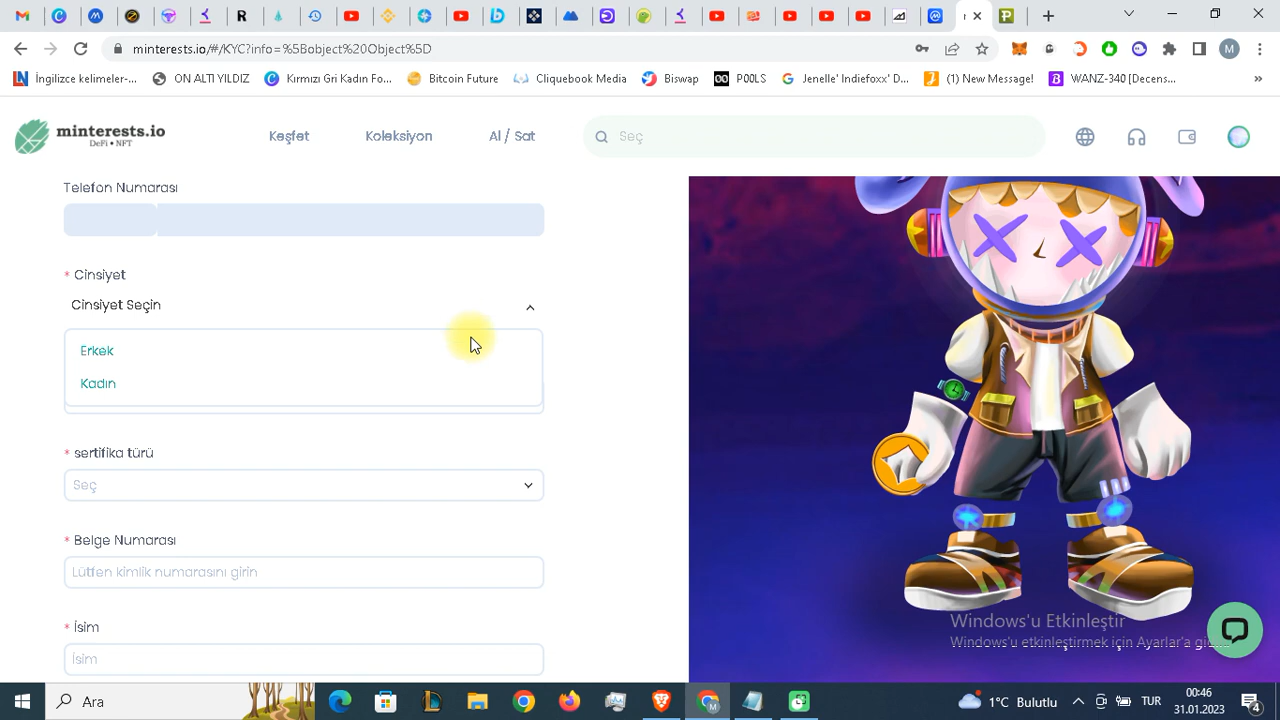 minterests.io/#/KYC?info=%5Bobject%20Object%5D
M
İngilizce kelimeler-...
ON ALTI YILDIZ
Kırmızı Gri Kadın Fo...
Bitcoin Future
Cliquebook Media
Biswap
P00LS
Jenelle' Indiefoxx' D...
(1) New Message!
WANZ-340 [Decens...
»
minterests.io
DeFi • NFT
Keşfet
Koleksiyon
Al / Sat
Seç
Telefon Numarası
* Cinsiyet
Cinsiyet Seçin
Erkek
Kadın
* sertifika türü
Seç
* Belge Numarası
Lütfen kimlik numarasını girin
* İsim
İsim
Windows'u Etkinleştir
Windows'u etkinleştirmek için Ayarlar'a
Ara
1°C Bulutlu
TUR
00:46
31.01.2023
4